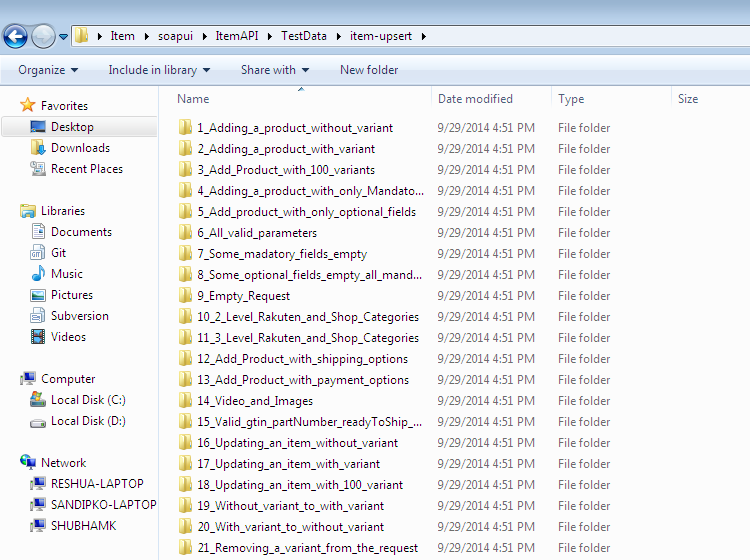 Item soapui ItemAPI TestData item-upsert
Organize Include in library Share with New folder
Name Date modified Type Size
Favorites
Desktop
Downloads
Recent Places
Libraries
Documents
Git
Music
Pictures
Subversion
Videos
Computer
Local Disk (C:)
Local Disk (D:)
Network
RESHUA-LAPTOP
SANDIPKO-LAPTOP
SHUBHAMK
1_Adding_a_product_without_variant 9/29/2014 4:51 PM File folder
2_Adding_a_product_with_variant 9/29/2014 4:51 PM File folder
3_Add_Product_with_100_variants 9/29/2014 4:51 PM File folder
4_Adding_a_product_with_only_Mandato... 9/29/2014 4:51 PM File folder
5_Add_product_with_only_optional_fields 9/29/2014 4:51 PM File folder
6_All_valid_parameters 9/29/2014 4:51 PM File folder
7_Some_madatory_fields_empty 9/29/2014 4:51 PM File folder
8_Some_optional_fields_empty_all_mand... 9/29/2014 4:51 PM File folder
9_Empty_Request 9/29/2014 4:51 PM File folder
10_2_Level_Rakuten_and_Shop_Categories 9/29/2014 4:51 PM File folder
11_3_Level_Rakuten_and_Shop_Categories 9/29/2014 4:51 PM File folder
12_Add_Product_with_shipping_options 9/29/2014 4:51 PM File folder
13_Add_Product_with_payment_options 9/29/2014 4:51 PM File folder
14_Video_and_Images 9/29/2014 4:51 PM File folder
15_Valid_gtin_partNumber_readyToShip_... 9/29/2014 4:51 PM File folder
16_Updating_an_item_without_variant 9/29/2014 4:51 PM File folder
17_Updating_an_item_with_variant 9/29/2014 4:51 PM File folder
18_Updating_an_item_with_100_variant 9/29/2014 4:51 PM File folder
19_Without_variant_to_with_variant 9/29/2014 4:51 PM File folder
20_With_variant_to_without_variant 9/29/2014 4:51 PM File folder
21_Removing_a_variant_from_the_request 9/29/2014 4:51 PM File folder